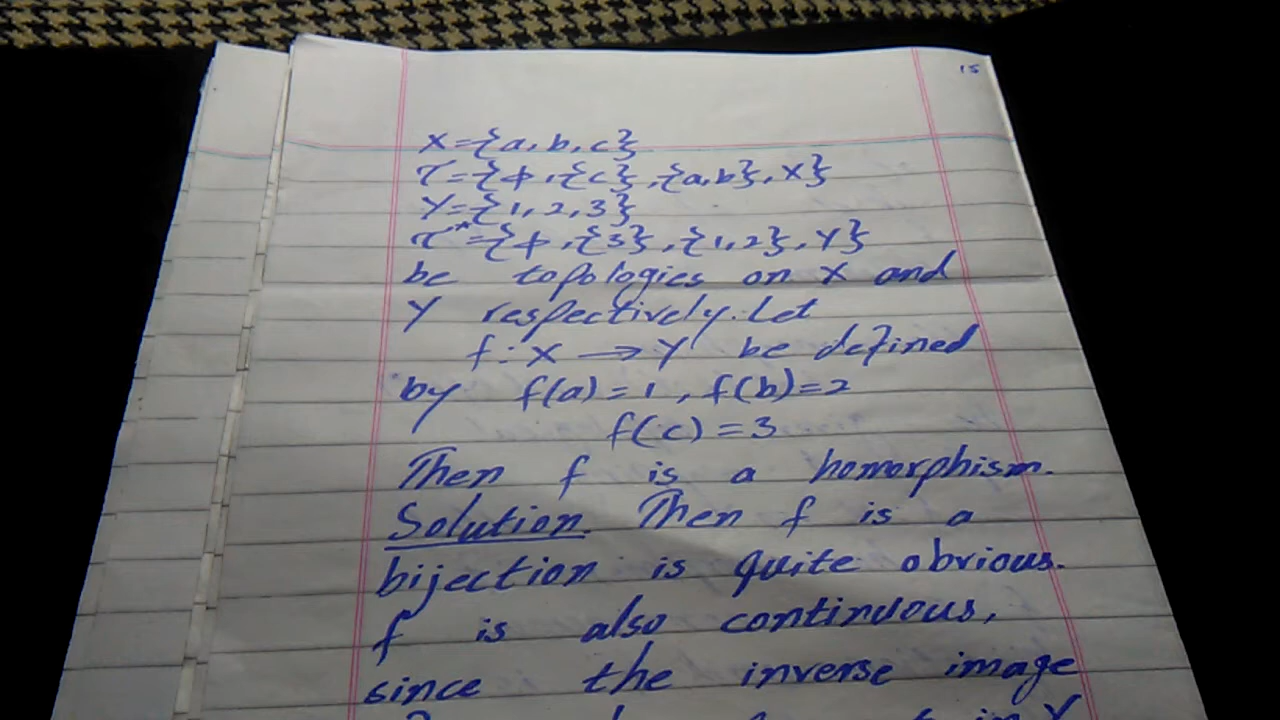 15
X={a,b,c}
τ={ϕ,{c},{a,b},X}
Y={1,2,3}
τ*={ϕ,{3},{1,2},Y}
be topologies on X and
Y respectively. Let
f:X → Y be defined
by f(a)=1, f(b)=2
f(c)=3
Then f is a homorphism.
Solution. Then f is a
bijection is quite obvious.
f is also continuous,
since the inverse image
in Y